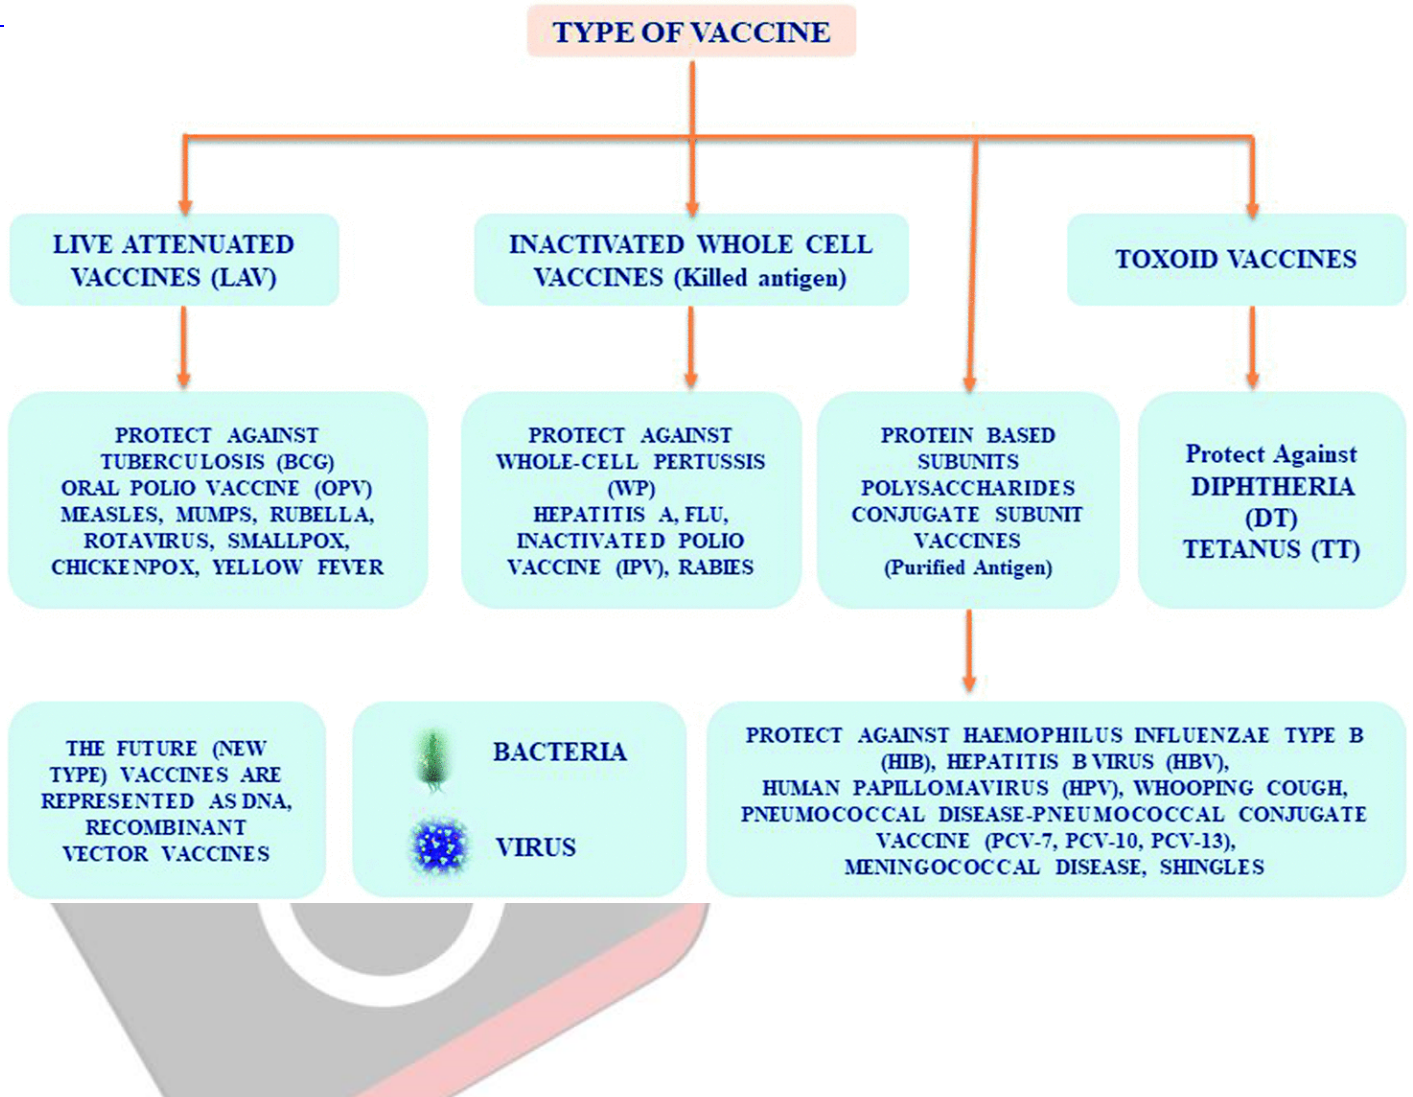 TYPE OF VACCINE
LIVE ATTENUATED
VACCINES (LAV)
INACTIVATED WHOLE CELL
VACCINES (Killed antigen)
TOXOID VACCINES
PROTECT AGAINST
TUBERCULOSIS (BCG)
ORAL POLIO VACCINE (OPV)
MEASLES, MUMPS, RUBELLA,
ROTAVIRUS, SMALLPOX,
CHICKENPOX, YELLOW FEVER
PROTECT AGAINST
WHOLE-CELL PERTUSSIS
(WP)
HEPATITIS A, FLU,
INACTIVATED POLIO
VACCINE (IPV), RABIES
PROTEIN BASED
SUBUNITS
POLYSACCHARIDES
CONJUGATE SUBUNIT
VACCINES
(Purified Antigen)
Protect Against
DIPHTHERIA
(DT)
TETANUS (TT)
THE FUTURE (NEW
TYPE) VACCINES ARE
REPRESENTED AS DNA,
RECOMBINANT
VECTOR VACCINES
BACTERIA
VIRUS
PROTECT AGAINST HAEMOPHILUS INFLUENZAE TYPE B
(HIB), HEPATITIS B VIRUS (HBV),
HUMAN PAPILLOMAVIRUS (HPV), WHOOPING COUGH,
PNEUMOCOCCAL DISEASE-PNEUMOCOCCAL CONJUGATE
VACCINE (PCV-7, PCV-10, PCV-13),
MENINGOCOCCAL DISEASE, SHINGLES